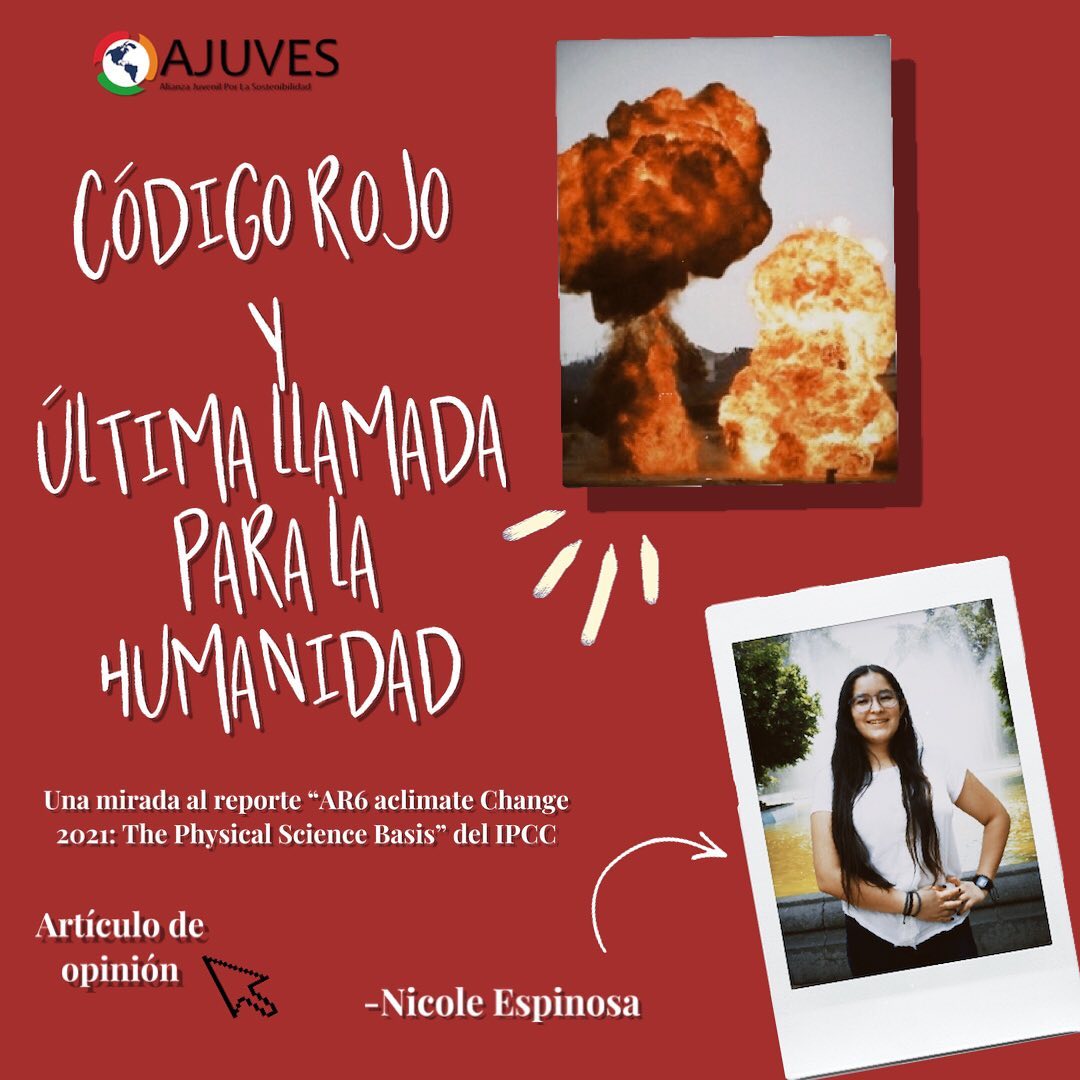 AJUVES
Alianza Juvenil Por La Sostenibilidad
CÓDIGO ROJO
Y
ÚLTIMA LLAMADA
PARA LA
HUMANIDAD
Una mirada al reporte “AR6 aclimate Change
2021: The Physical Science Basis” del IPCC
Artículo de
opinión
-Nicole Espinosa